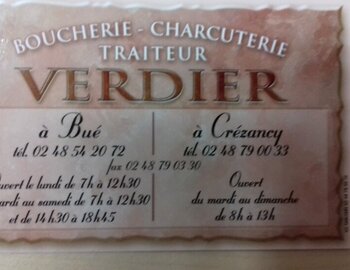 BOUCHERIE - CHARCUTERIE
TRAITEUR
VERDIER
à Bué
tél. 02 48 54 20 72
à Crézancy
tél. 02 48 79 00 33
fax 02 48 79 03 30
Ouvert le lundi de 7h à 12h30
mardi au samedi de 7h à 12h30
et de 14h30 à 18h45
Ouvert
du mardi au dimanche
de 8h à 13h